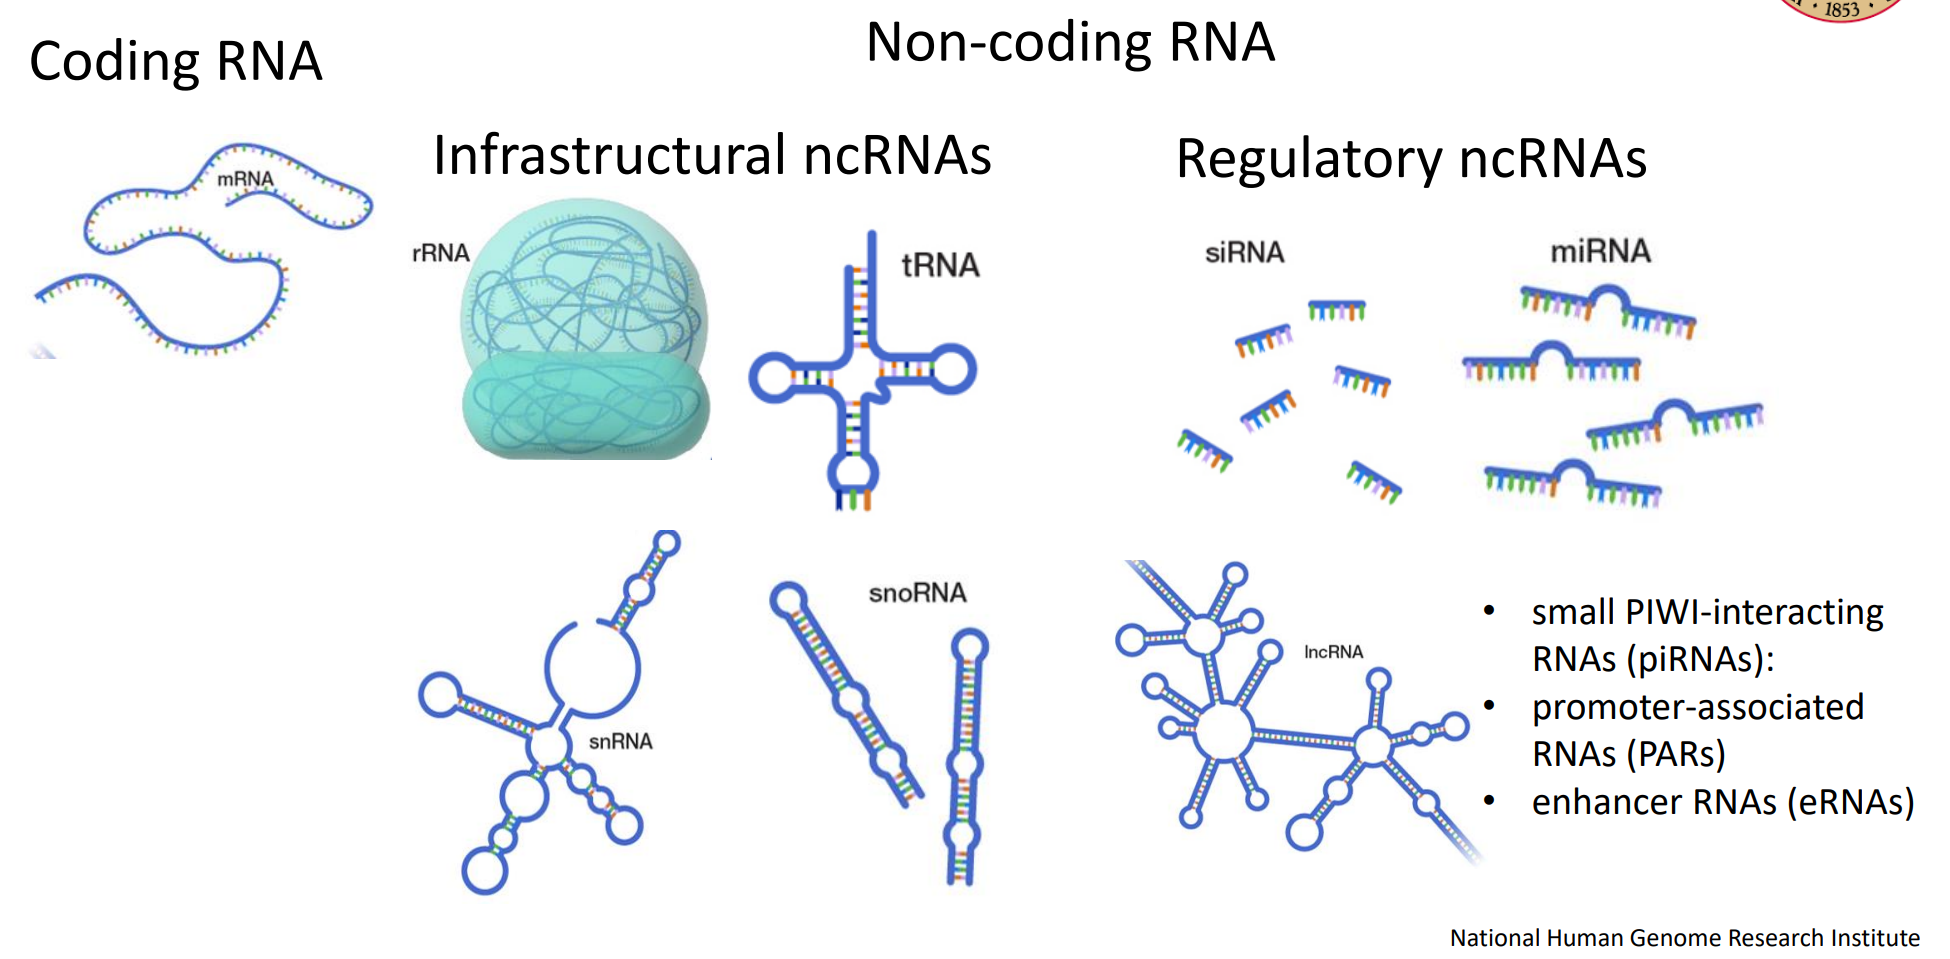 · 1853 ·
Coding RNA
Non-coding RNA
Infrastructural ncRNAs
Regulatory ncRNAs
mRNA
rRNA
tRNA
siRNA
miRNA
snRNA
snoRNA
lncRNA
• small PIWI-interacting
RNAs (piRNAs):
• promoter-associated
RNAs (PARs)
• enhancer RNAs (eRNAs)
National Human Genome Research Institute